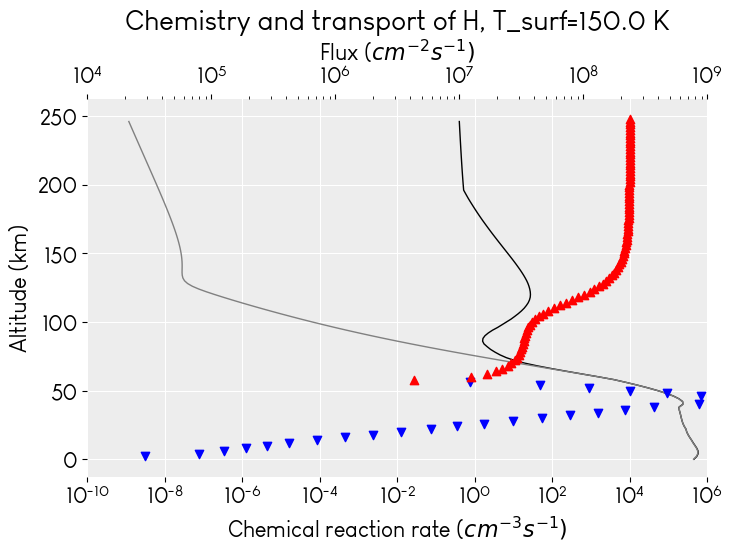 Chemistry and transport of H, T_surf=150.0 K
Flux (cm⁻²s⁻¹)
10⁴ 10⁵ 10⁶ 10⁷ 10⁸ 10⁹
250
200
150
100
50
0
Altitude (km)
10⁻¹⁰ 10⁻⁸ 10⁻⁶ 10⁻⁴ 10⁻² 10⁰ 10² 10⁴ 10⁶
Chemical reaction rate (cm⁻³s⁻¹)